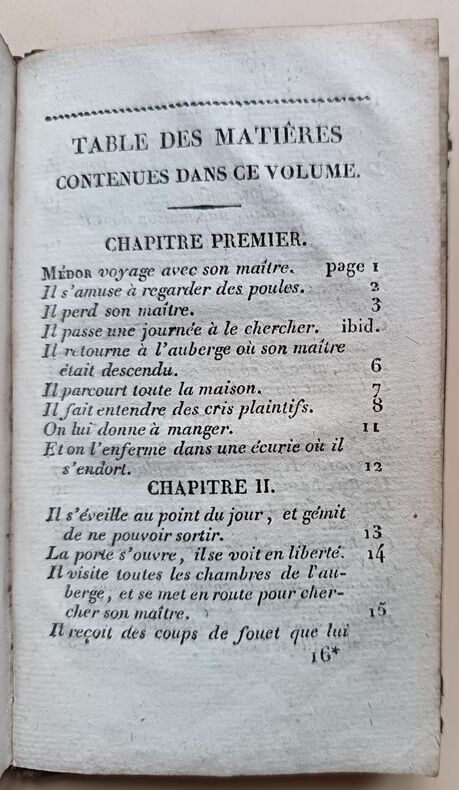 TABLE DES MATIÈRES
CONTENUES DANS CE VOLUME.
CHAPITRE PREMIER.
MÉDOR voyage avec son maître. page 1
Il s'amuse à regarder des poules. 2
Il perd son maître. 3
Il passe une journée à le chercher. ibid.
Il retourne à l'auberge où son maître
était descendu. 6
Il parcourt toute la maison. 7
Il fait entendre des cris plaintifs. 8
On lui donne à manger. 11
Et on l'enferme dans une écurie où il
s'endort. 12
CHAPITRE II.
Il s'éveille au point du jour, et gémit
de ne pouvoir sortir. 13
La porte s'ouvre, il se voit en liberté. 14
Il visite toutes les chambres de l'au-
berge, et se met en route pour cher-
cher son maître. 15
Il reçoit des coups de fouet que lui
16*